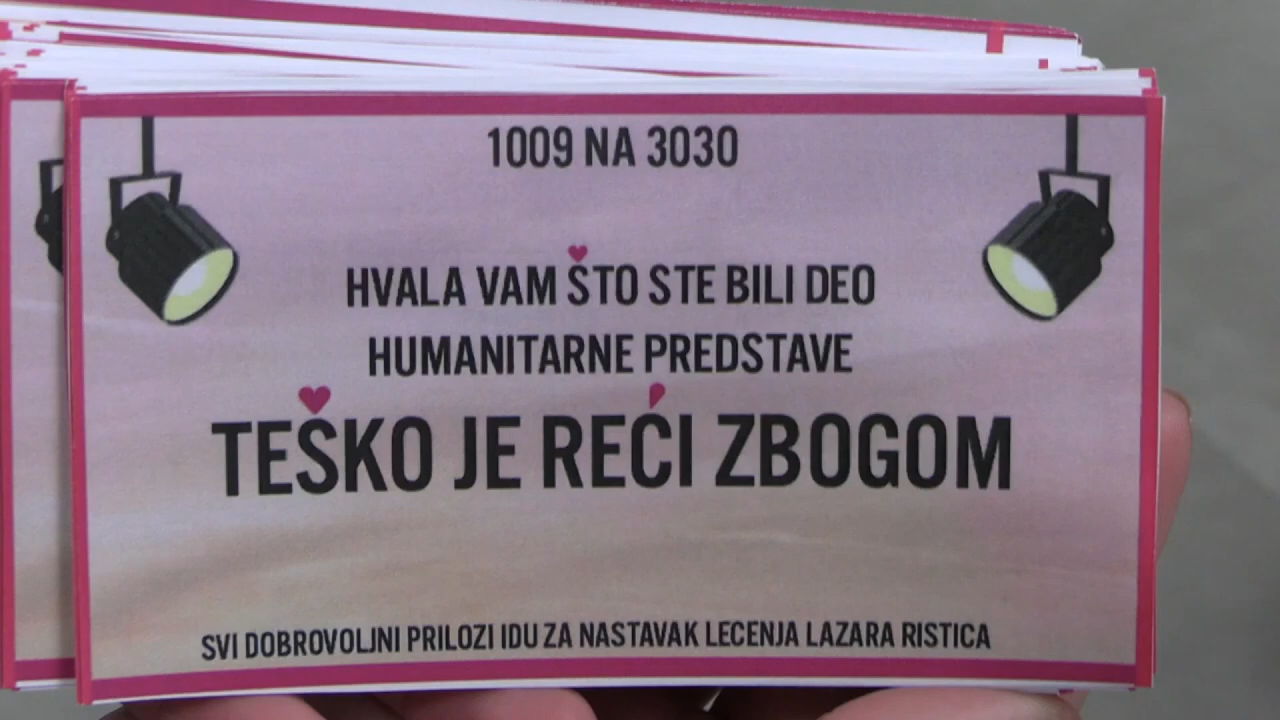 1009 NA 3030
HVALA VAM ŠTO STE BILI DEO
HUMANITARNE PREDSTAVE
TEŠKO JE REĆI ZBOGOM
SVI DOBROVOLJNI PRILOZI IDU ZA NASTAVAK LECENJA LAZARA RISTICA